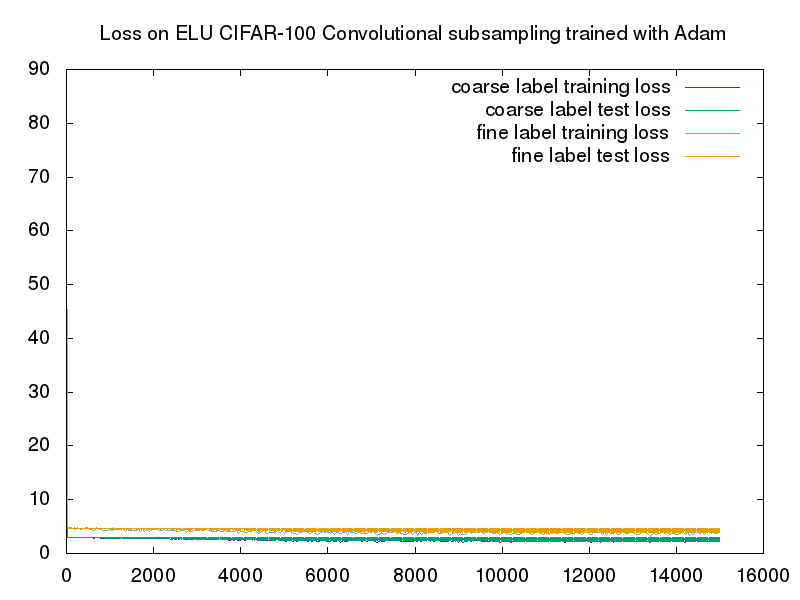 Loss on ELU CIFAR-100 Convolutional subsampling trained with Adam
90
coarse label training loss
coarse label test loss
80
fine label training loss
fine label test loss
70
60
50
40
30
20
10
0
0 2000 4000 6000 8000 10000 12000 14000 16000